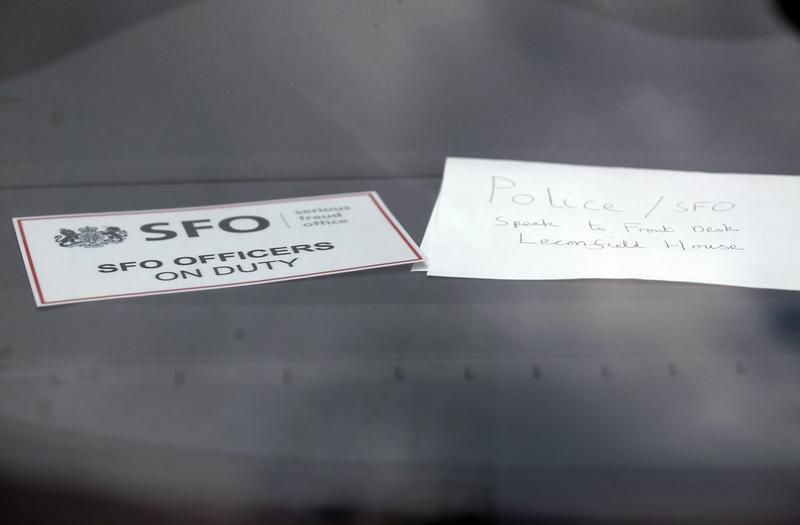 SFO
serious
fraud
office
SFO OFFICERS
ON DUTY
Police / SFO
Speak to Front Desk
Leconfield House